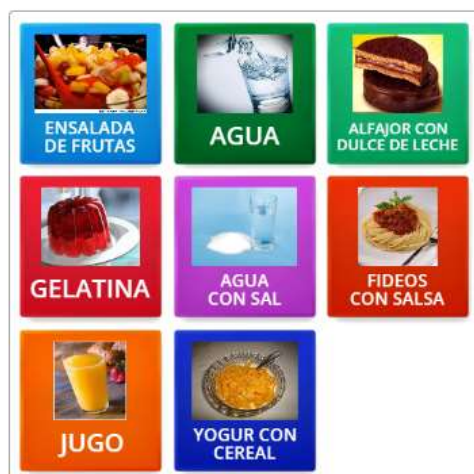 ENSALADA
DE FRUTAS
AGUA
ALFAJOR CON
DULCE DE LECHE
GELATINA
AGUA
CON SAL
FIDEOS
CON SALSA
JUGO
YOGUR CON
CEREAL